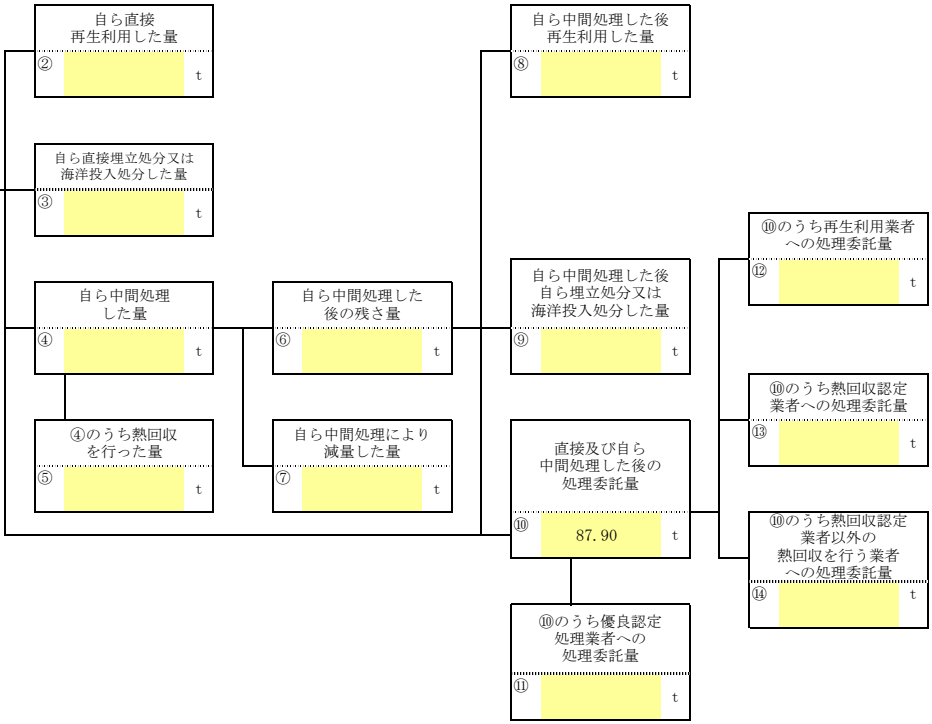 自ら直接
再生利用した量
②
t
自ら中間処理した後
再生利用した量
⑧
t
自ら直接埋立処分又は
海洋投入処分した量
③
t
⑩のうち再生利用業者
への処理委託量
⑫
t
自ら中間処理
した量
④
t
自ら中間処理した
後の残さ量
⑥
t
自ら中間処理した後
自ら埋立処分又は
海洋投入処分した量
⑨
t
⑩のうち熱回収認定
業者への処理委託量
⑬
t
④のうち熱回収
を行った量
⑤
t
自ら中間処理により
減量した量
⑦
t
直接及び自ら
中間処理した後の
処理委託量
⑩
87.90
t
⑩のうち熱回収認定
業者以外の
熱回収を行う業者
への処理委託量
⑭
t
⑩のうち優良認定
処理業者への
処理委託量
⑪
t